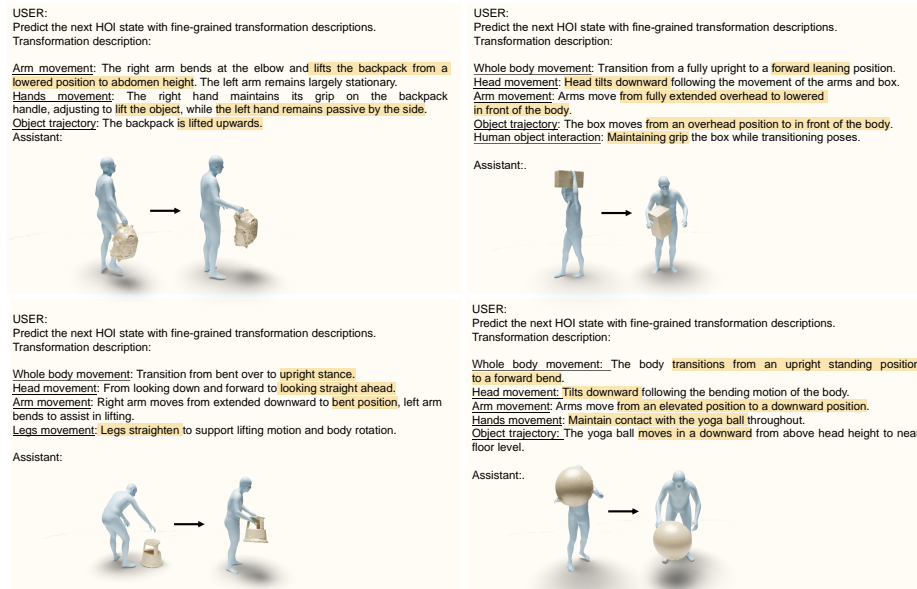 USER:
Predict the next HOI state with fine-grained transformation descriptions.
Transformation description:
Arm movement: The right arm bends at the elbow and lifts the backpack from a
lowered position to abdomen height. The left arm remains largely stationary.
Hands movement: The right hand maintains its grip on the backpack
handle, adjusting to lift the object, while the left hand remains passive by the side.
Object trajectory: The backpack is lifted upwards.
Assistant:
USER:
Predict the next HOI state with fine-grained transformation descriptions.
Transformation description:
Whole body movement: Transition from a fully upright to a forward leaning position.
Head movement: Head tilts downward following the movement of the arms and box.
Arm movement: Arms move from fully extended overhead to lowered
in front of the body.
Object trajectory: The box moves from an overhead position to in front of the body.
Human object interaction: Maintaining grip the box while transitioning poses.
Assistant:.
USER:
Predict the next HOI state with fine-grained transformation descriptions.
Transformation description:
Whole body movement: Transition from bent over to upright stance.
Head movement: From looking down and forward to looking straight ahead.
Arm movement: Right arm moves from extended downward to bent position, left arm
bends to assist in lifting.
Legs movement: Legs straighten to support lifting motion and body rotation.
Assistant:
USER:
Predict the next HOI state with fine-grained transformation descriptions.
Transformation description:
Whole body movement: The body transitions from an upright standing position
to a forward bend.
Head movement: Tilts downward following the bending motion of the body.
Arm movement: Arms move from an elevated position to a downward position.
Hands movement: Maintain contact with the yoga ball throughout.
Object trajectory: The yoga ball moves in a downward from above head height to near
floor level.
Assistant:.